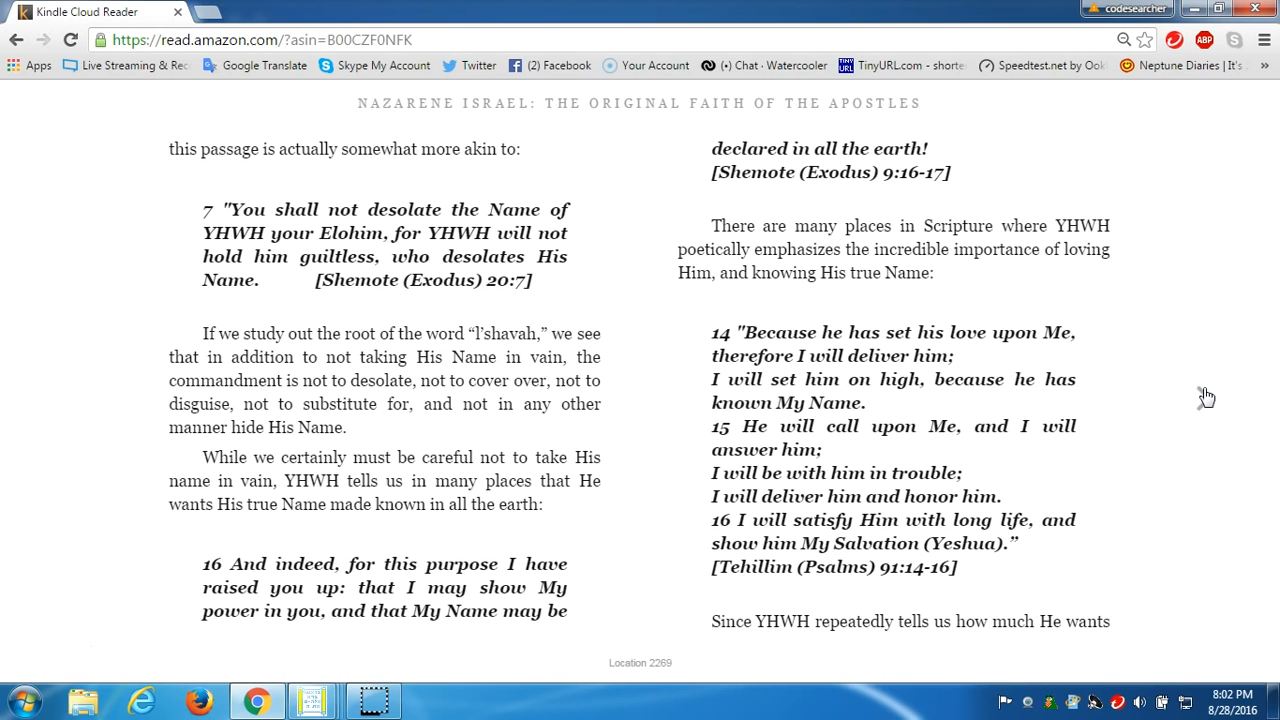 Kindle Cloud Reader
codesearcher
https://read.amazon.com/?asin=B00CZF0NFK
ABP
Apps
Live Streaming & Rec
Google Translate
Skype My Account
Twitter
(2) Facebook
Your Account
(•) Chat · Watercooler
TINY URL
TinyURL.com - shorte
Speedtest.net by Ookl
Neptune Diaries | It's
»
NAZARENE ISRAEL: THE ORIGINAL FAITH OF THE APOSTLES
this passage is actually somewhat more akin to:
7 "You shall not desolate the Name of
YHWH your Elohim, for YHWH will not
hold him guiltless, who desolates His
Name. [Shemote (Exodus) 20:7]
If we study out the root of the word “l’shavah,” we see
that in addition to not taking His Name in vain, the
commandment is not to desolate, not to cover over, not to
disguise, not to substitute for, and not in any other
manner hide His Name.
While we certainly must be careful not to take His
name in vain, YHWH tells us in many places that He
wants His true Name made known in all the earth:
16 And indeed, for this purpose I have
raised you up: that I may show My
power in you, and that My Name may be
declared in all the earth!
[Shemote (Exodus) 9:16-17]
There are many places in Scripture where YHWH
poetically emphasizes the incredible importance of loving
Him, and knowing His true Name:
14 "Because he has set his love upon Me,
therefore I will deliver him;
I will set him on high, because he has
known My Name.
15 He will call upon Me, and I will
answer him;
I will be with him in trouble;
I will deliver him and honor him.
16 I will satisfy Him with long life, and
show him My Salvation (Yeshua).”
[Tehillim (Psalms) 91:14-16]
Since YHWH repeatedly tells us how much He wants
Location 2269
8:02 PM
8/28/2016